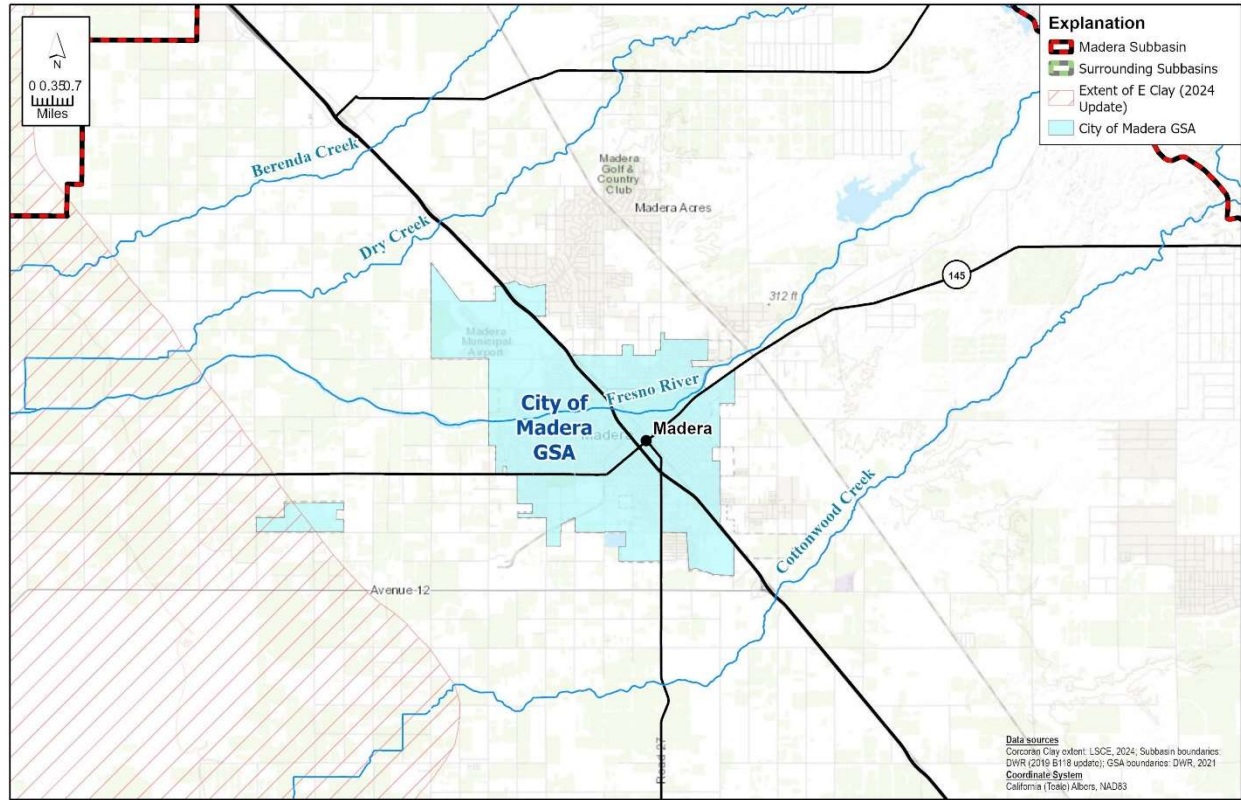 N
0 0.35 0.7
Miles
Explanation
Madera Subbasin
Surrounding Subbasins
Extent of E Clay (2024
Update)
City of Madera GSA
Berenda Creek
Dry Creek
Madera
Golf &
Country
Club
Madera Acres
145
312 ft
Madera
Municipal
Airport
Fresno River
City of
Madera
GSA
Madera
Madera
Cottonwood Creek
Avenue 12
Road 27
Data sources
Corcoran Clay extent: LSCE, 2024; Subbasin boundaries:
DWR (2019 B118 update); GSA boundaries: DWR, 2021
Coordinate System
California (Teale) Albers, NAD83